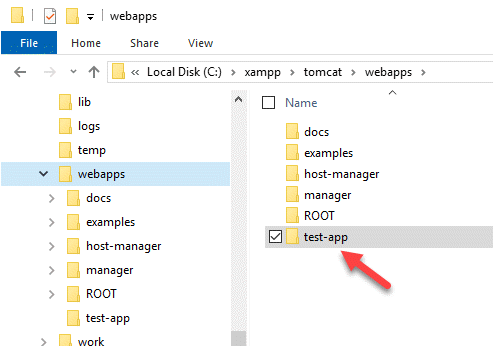 webapps
File Home Share View
Local Disk (C:) xampp tomcat webapps
lib
logs
temp
webapps
docs
examples
host-manager
manager
ROOT
test-app
work
Name
docs
examples
host-manager
manager
ROOT
test-app